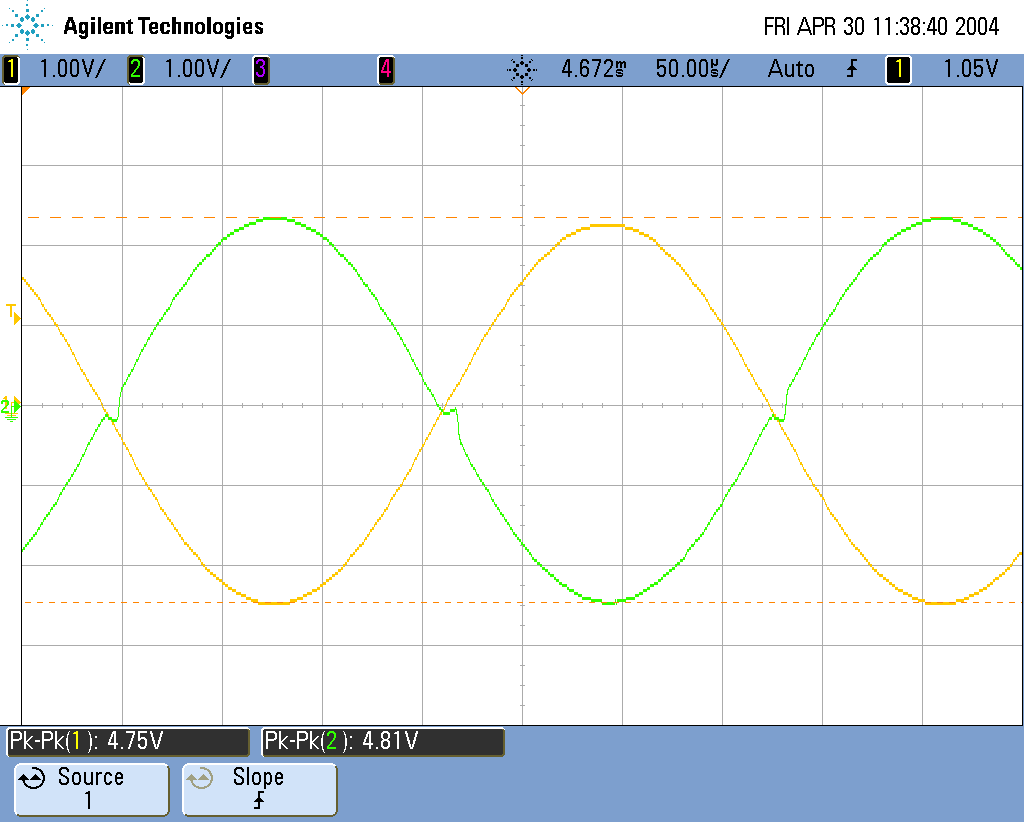 Agilent Technologies FRI APR 30 11:38:40 2004
1 1.00V/ 2 1.00V/ 3 4 4.672ms 50.00µs/ Auto 1 1.05V
T
2
Pk-Pk(1): 4.75V Pk-Pk(2): 4.81V
Source Slope
1